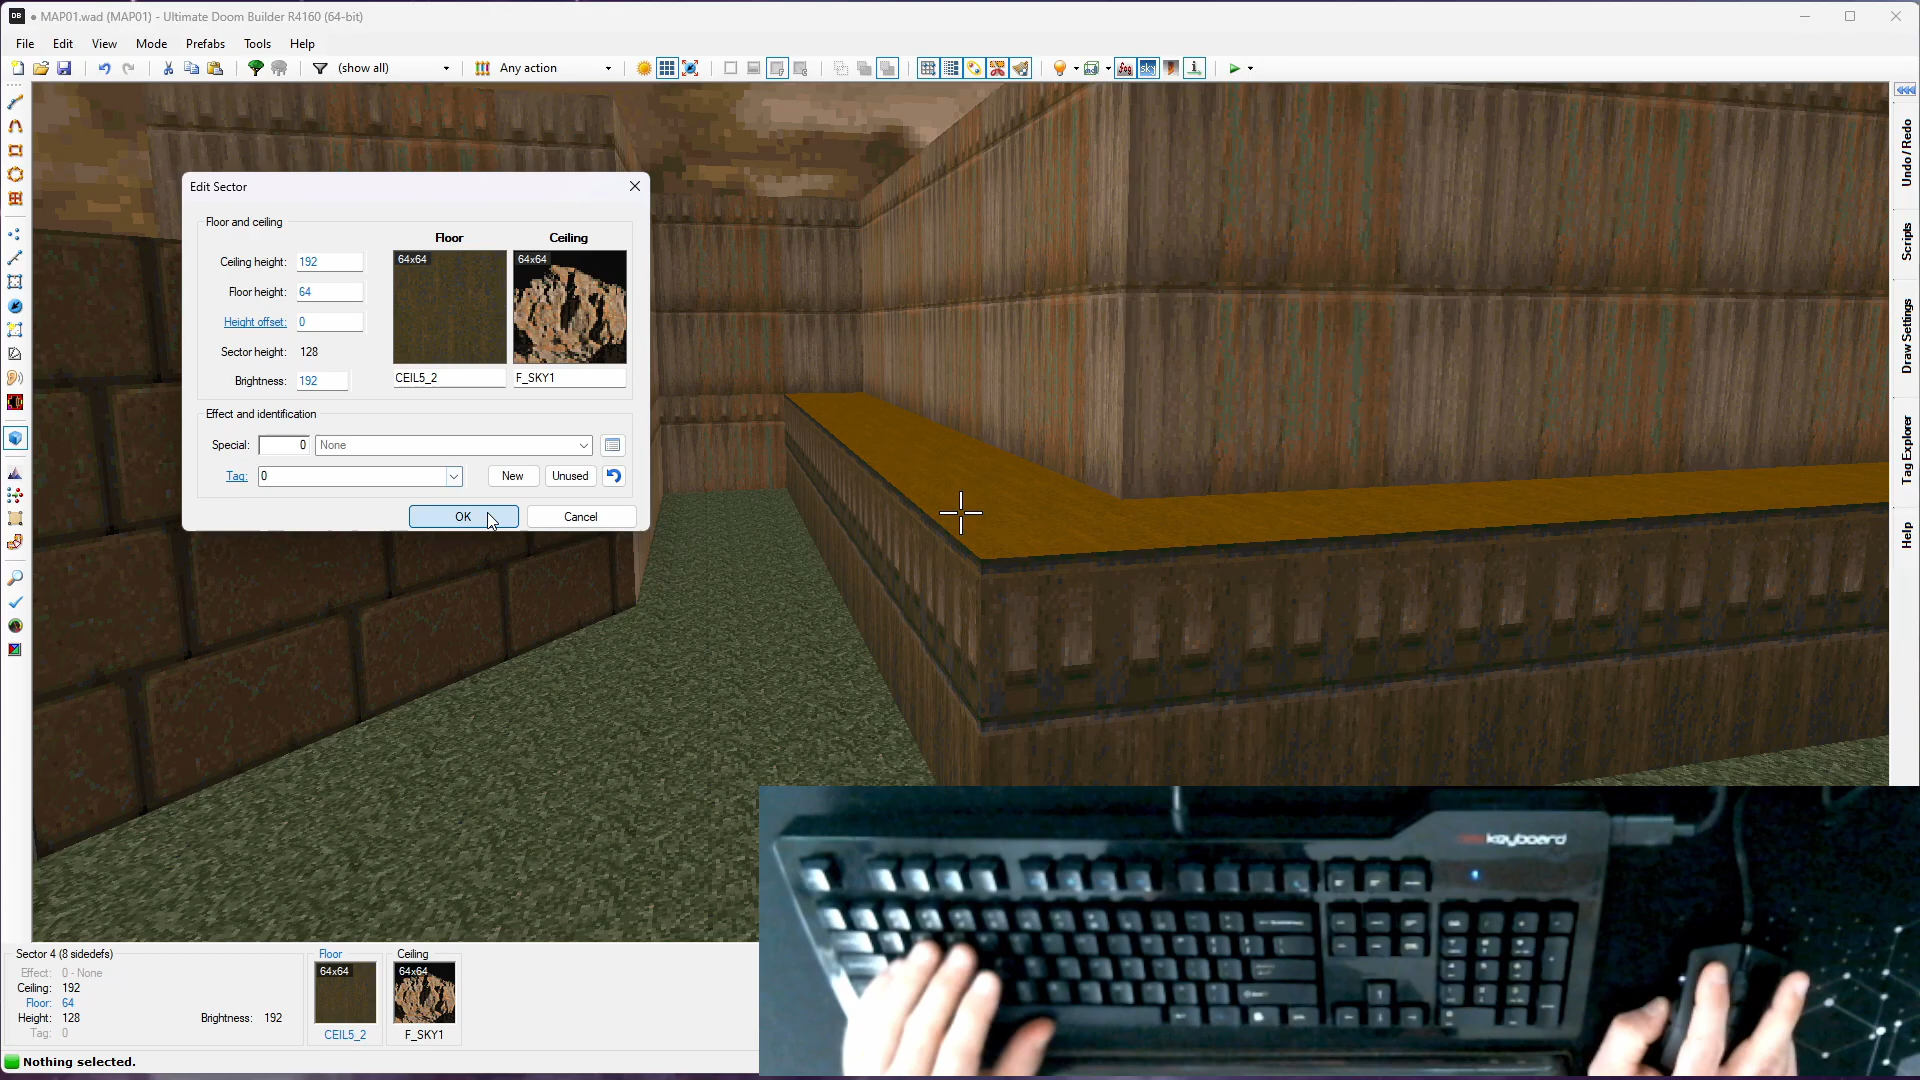 DB ● MAP01.wad (MAP01) - Ultimate Doom Builder R4160 (64-bit)
File Edit View Mode Prefabs Tools Help
(show all) Any action fog SKY
Edit Sector
Floor and ceiling
Floor Ceiling
Ceiling height: 192
Floor height: 64
Height offset: 0
Sector height: 128
Brightness: 192
64x64 64x64
CEIL5_2 F_SKY1
Effect and identification
Special: 0 None
Tag: 0 New Unused
OK Cancel
Undo / Redo
Scripts
Draw Settings
Tag Explorer
Help
Sector 4 (8 sidedefs)
Effect: 0 - None
Ceiling: 192
Floor: 64
Height: 128 Brightness: 192
Tag: 0
Floor Ceiling
64x64 64x64
CEIL5_2 F_SKY1
Nothing selected.
keyboard